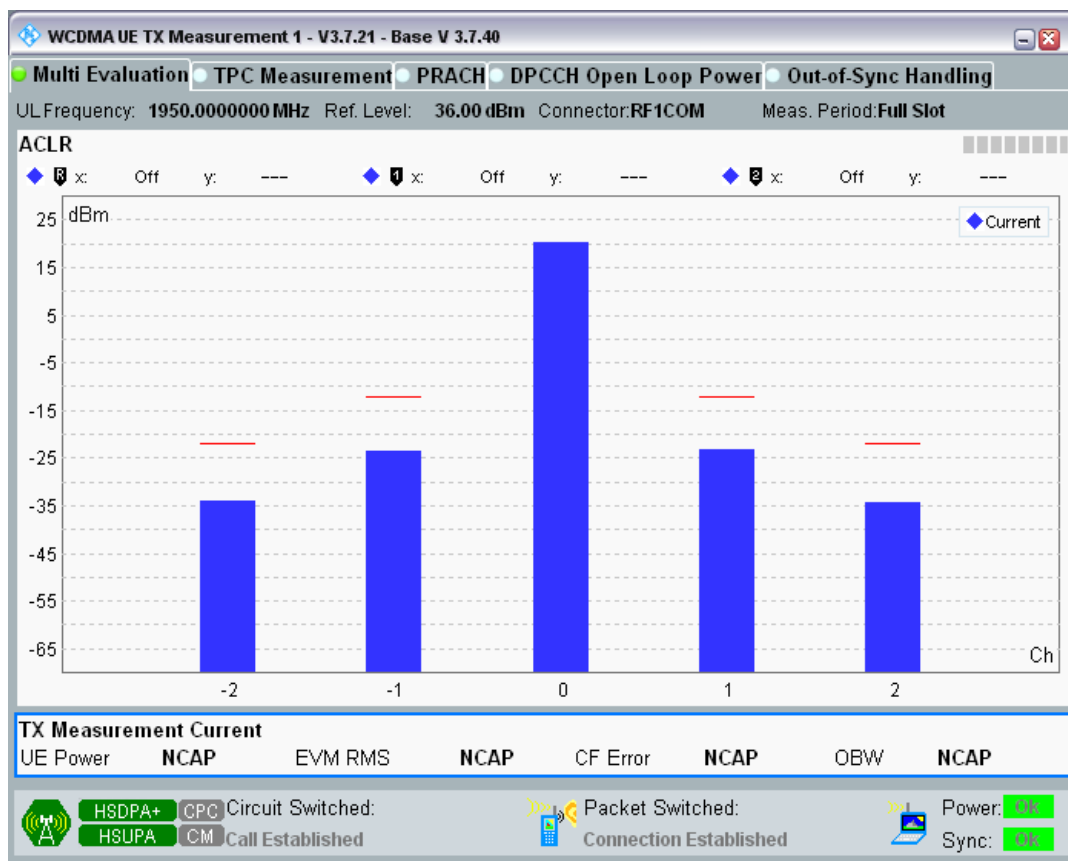 WCDMA UE TX Measurement 1 - V3.7.21 - Base V 3.7.40
Multi Evaluation TPC Measurement PRACH DPCCH Open Loop Power Out-of-Sync Handling
UL Frequency: 1950.0000000 MHz Ref. Level: 36.00 dBm Connector:RF1COM Meas. Period:Full Slot
ACLR
R x: Off y: --- 1 x: Off y: --- 2 x: Off y: ---
dBm
Current
25
15
5
-5
-15
-25
-35
-45
-55
-65
Ch
-2 -1 0 1 2
TX Measurement Current
UE Power NCAP EVM RMS NCAP CF Error NCAP OBW NCAP
HSDPA+ CPC Circuit Switched: Packet Switched: Power: Ok
HSUPA CM Call Established Connection Established Sync: Ok